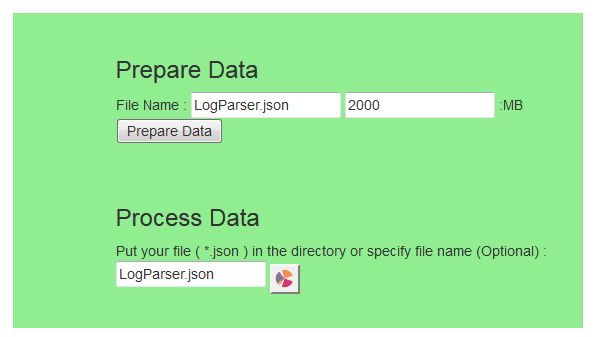 Prepare Data
File Name : LogParser.json 2000 :MB
Prepare Data
Process Data
Put your file ( *.json ) in the directory or specify file name (Optional) :
LogParser.json